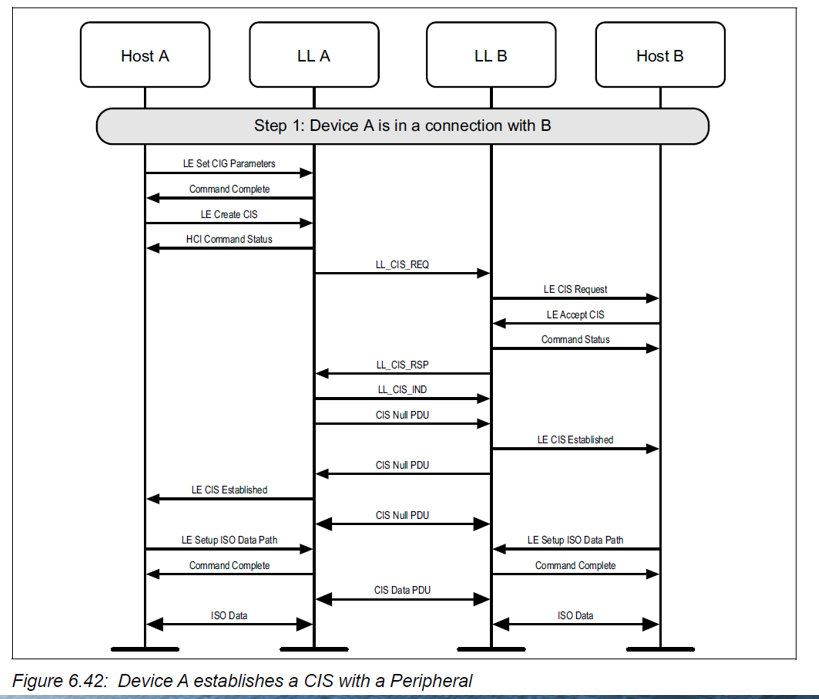 Host A
LL A
LL B
Host B
Step 1: Device A is in a connection with B
LE Set CIG Parameters
Command Complete
LE Create CIS
HCI Command Status
LL_CIS_REQ
LE CIS Request
LE Accept CIS
Command Status
LL_CIS_RSP
LL_CIS_IND
CIS Null PDU
LE CIS Established
CIS Null PDU
LE CIS Established
CIS Null PDU
LE Setup ISO Data Path
LE Setup ISO Data Path
Command Complete
Command Complete
CIS Data PDU
ISO Data
ISO Data
Figure 6.42: Device A establishes a CIS with a Peripheral